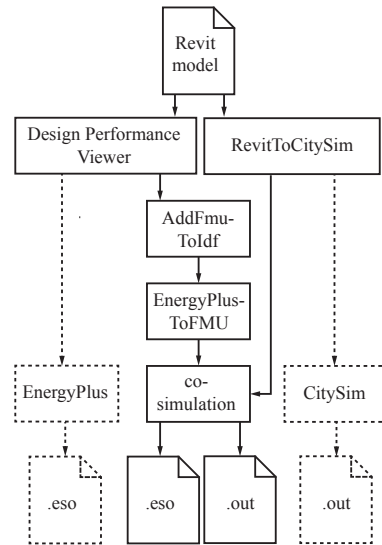 Revit
model
Design Performance
Viewer
RevitToCitySim
AddFmu-
ToIdf
EnergyPlus-
ToFMU
EnergyPlus
co-
simulation
CitySim
.eso
.eso
.out
.out